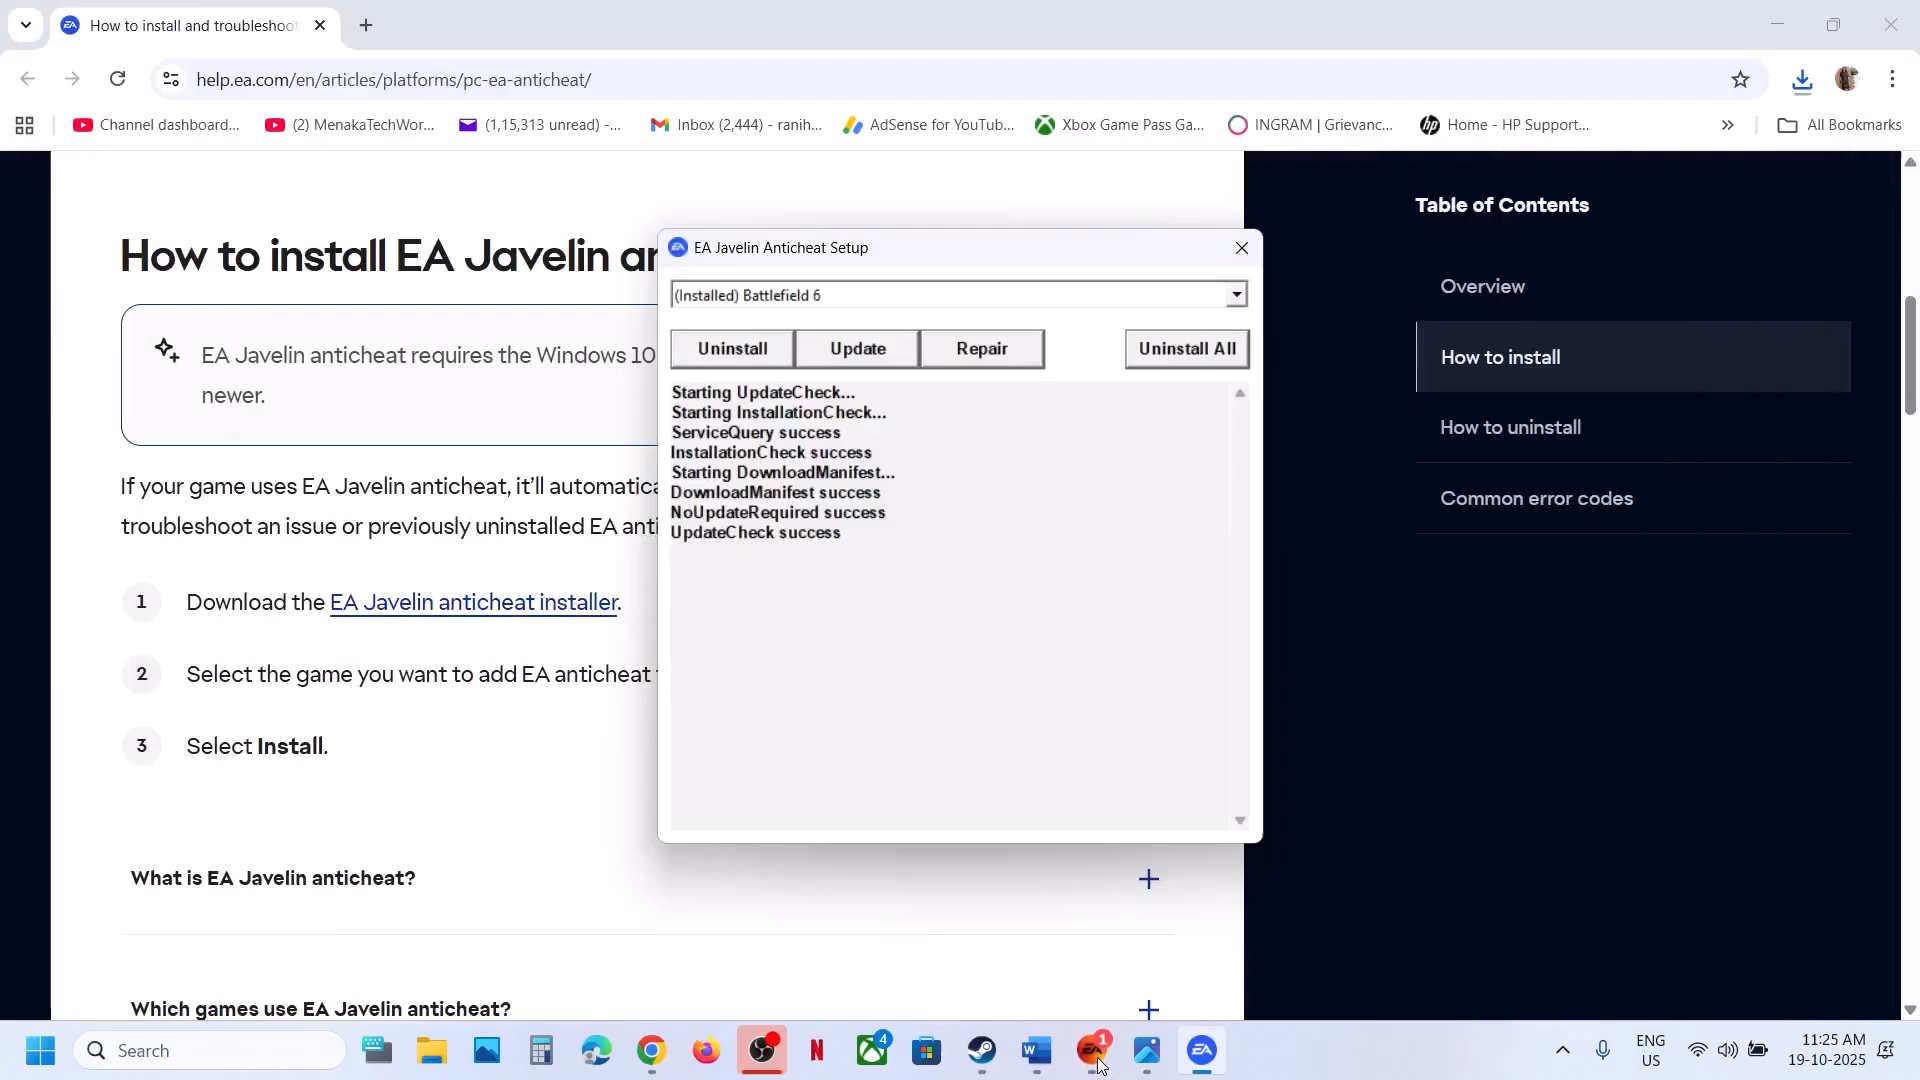 How to install and troubleshoot
help.ea.com/en/articles/platforms/pc-ea-anticheat/
Channel dashboard...
(2) MenakaTechWor...
(1,15,313 unread) -...
Inbox (2,444) - ranih...
AdSense for YouTub...
Xbox Game Pass Ga...
INGRAM | Grievanc...
Home - HP Support...
All Bookmarks
How to install EA Javelin an
EA Javelin anticheat requires the Windows 10
newer.
If your game uses EA Javelin anticheat, it'll automatica
troubleshoot an issue or previously uninstalled EA anti
1 Download the EA Javelin anticheat installer.
2 Select the game you want to add EA anticheat
3 Select Install.
What is EA Javelin anticheat?
Which games use EA Javelin anticheat?
EA Javelin Anticheat Setup
(Installed) Battlefield 6
Uninstall Update Repair Uninstall All
Starting UpdateCheck...
Starting InstallationCheck...
ServiceQuery success
InstallationCheck success
Starting DownloadManifest...
DownloadManifest success
NoUpdateRequired success
UpdateCheck success
Table of Contents
Overview
How to install
How to uninstall
Common error codes
Search
4
1
ENG
US
11:25 AM
19-10-2025